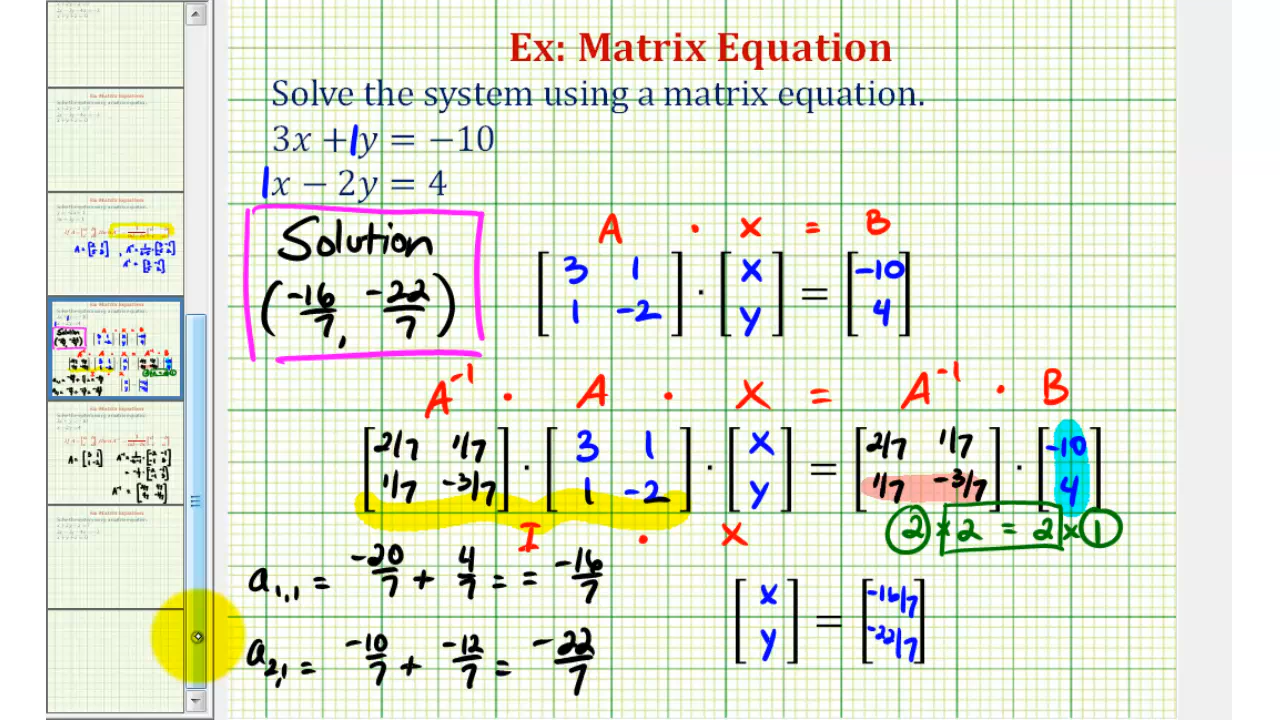 Ex: Matrix Equation
Solve the system using a matrix equation.
3x + 1y = −10
1x − 2y = 4
Solution
(-16/7, -22/7)
A · X = B
[3 1
1 -2] · [x
y] = [-10
4]
A⁻¹ · A · X = A⁻¹ · B
[2/7 1/7
1/7 -3/7] · [3 1
1 -2] · [x
y] = [2/7 1/7
1/7 -3/7] · [-10
4]
I · X
2 × 2 = 2 × 1
a1,1 = -20/7 + 4/7 = = -16/7
a2,1 = -10/7 + -12/7 = -22/7
[x
y] = [-16/7
-22/7]